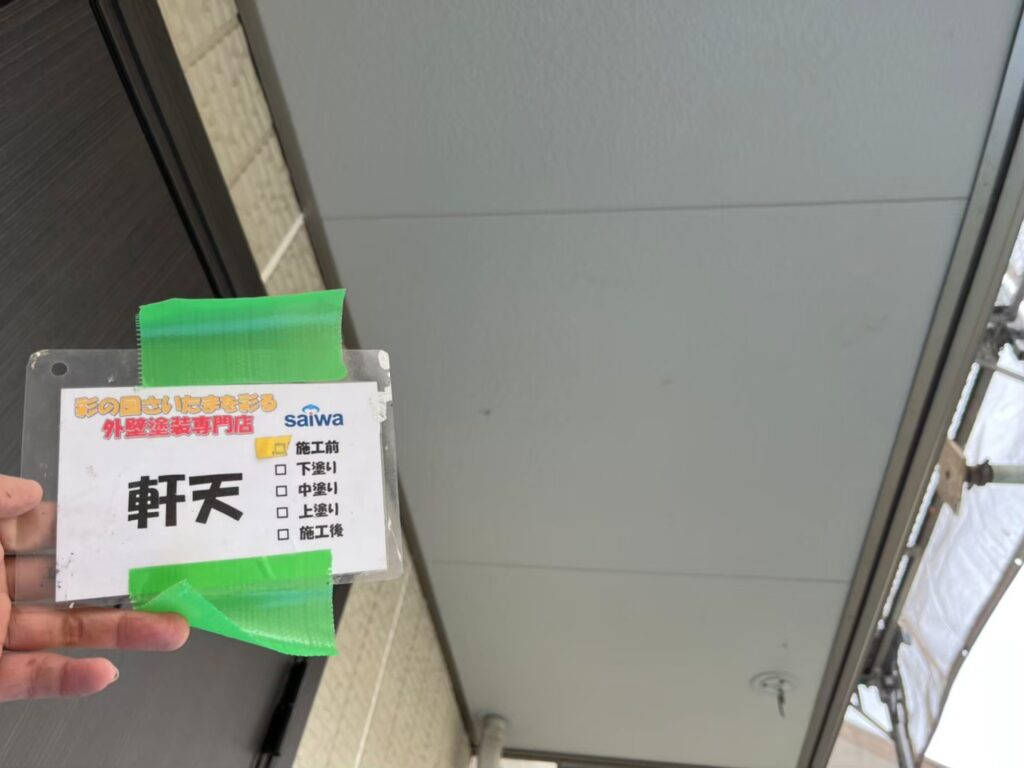 彩の国さいたまを彩る
外壁塗装専門店
saiwa
軒天
□ 施工前
□ 下塗り
□ 中塗り
□ 上塗り
□ 施工後